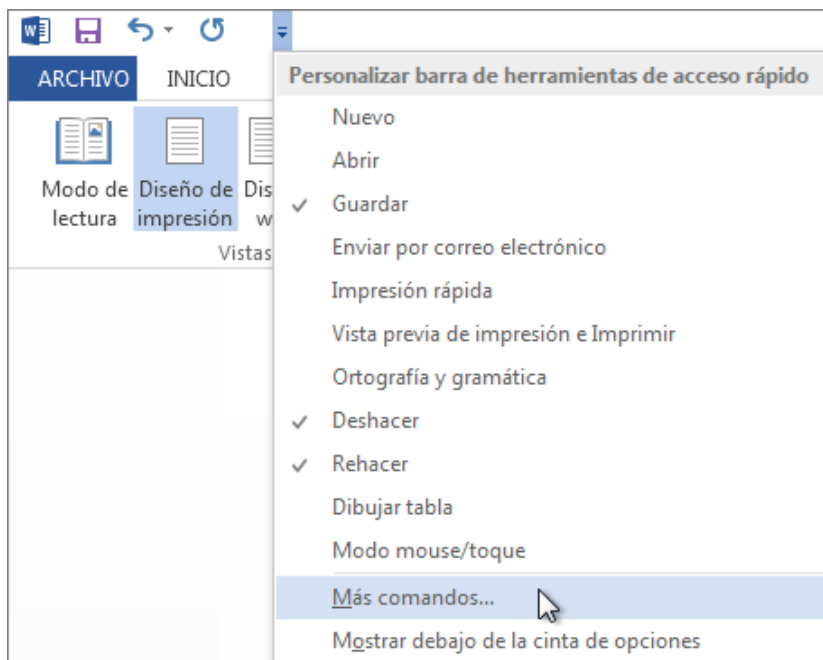 ARCHIVO INICIO
Modo de lectura
Diseño de impresión
Dis
w
Vistas
Personalizar barra de herramientas de acceso rápido
Nuevo
Abrir
Guardar
Enviar por correo electrónico
Impresión rápida
Vista previa de impresión e Imprimir
Ortografía y gramática
Deshacer
Rehacer
Dibujar tabla
Modo mouse/toque
Más comandos...
Mostrar debajo de la cinta de opciones